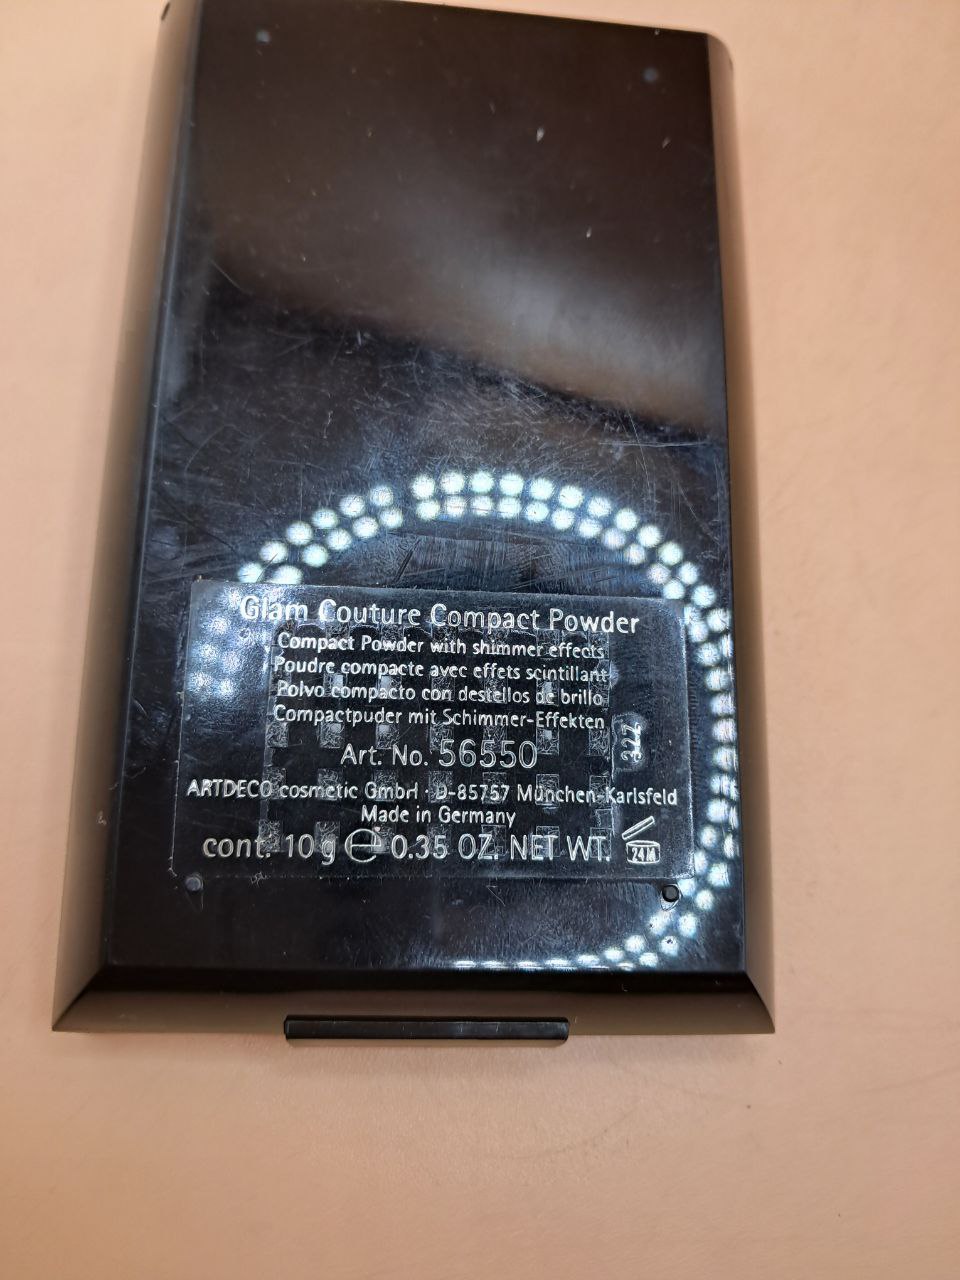 Glam Couture Compact Powder
Compact Powder with shimmer effects
Poudre compacte avec effets scintillant
Polvo compacto con destellos de brillo
Compactpuder mit Schimmer-Effekten
Art. No. 56550
ARTDECO cosmetic GmbH · D-85757 München-Karlsfeld
Made in Germany
cont. 10 g ℮ 0.35 OZ. NET WT.
24M